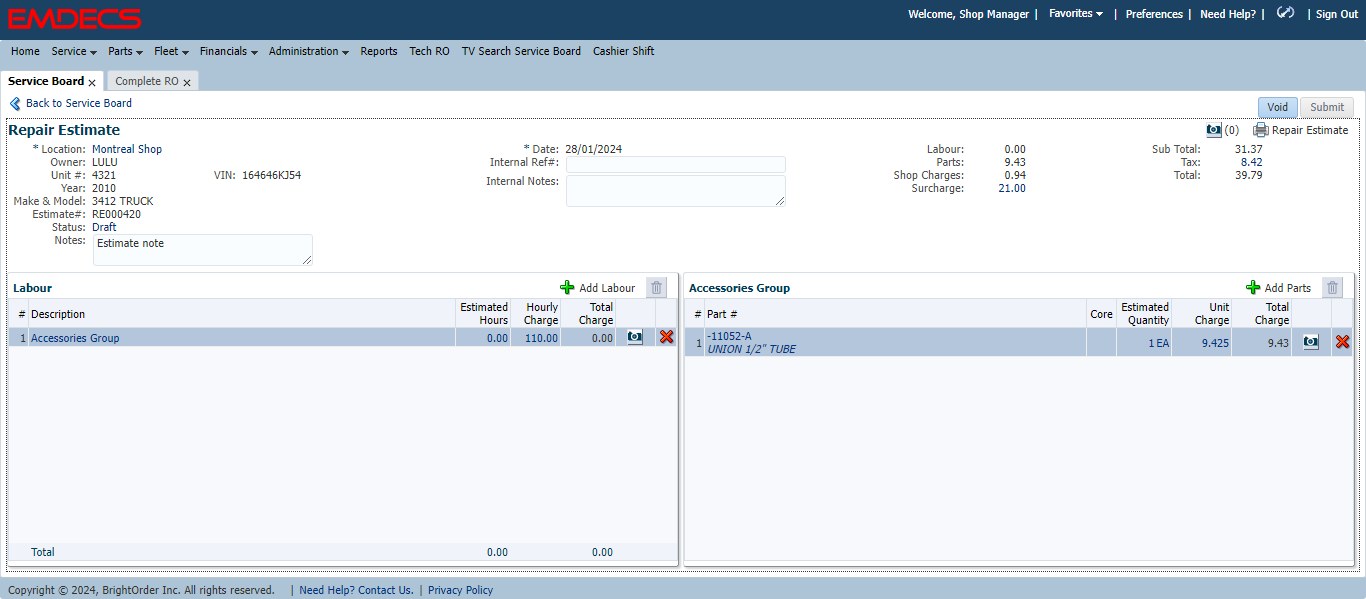 EMDECS
Welcome, Shop Manager | Favorites | Preferences | Need Help? | | Sign Out
Home Service Parts Fleet Financials Administration Reports Tech RO TV Search Service Board Cashier Shift
Service Board x Complete RO x
Back to Service Board
Void Submit
Repair Estimate
(0) Repair Estimate
* Location: Montreal Shop
Owner: LULU
Unit #: 4321 VIN: 164646KJ54
Year: 2010
Make & Model: 3412 TRUCK
Estimate#: RE000420
Status: Draft
Notes: Estimate note
* Date: 28/01/2024
Internal Ref#:
Internal Notes:
Labour: 0.00
Parts: 9.43
Shop Charges: 0.94
Surcharge: 21.00
Sub Total: 31.37
Tax: 8.42
Total: 39.79
Labour Add Labour
# Description Estimated Hours Hourly Charge Total Charge
1 Accessories Group 0.00 110.00 0.00
Total 0.00 0.00
Accessories Group Add Parts
# Part # Core Estimated Quantity Unit Charge Total Charge
1 -11052-A 1 EA 9.425 9.43
UNION 1/2" TUBE
Copyright © 2024, BrightOrder Inc. All rights reserved. | Need Help? Contact Us. | Privacy Policy